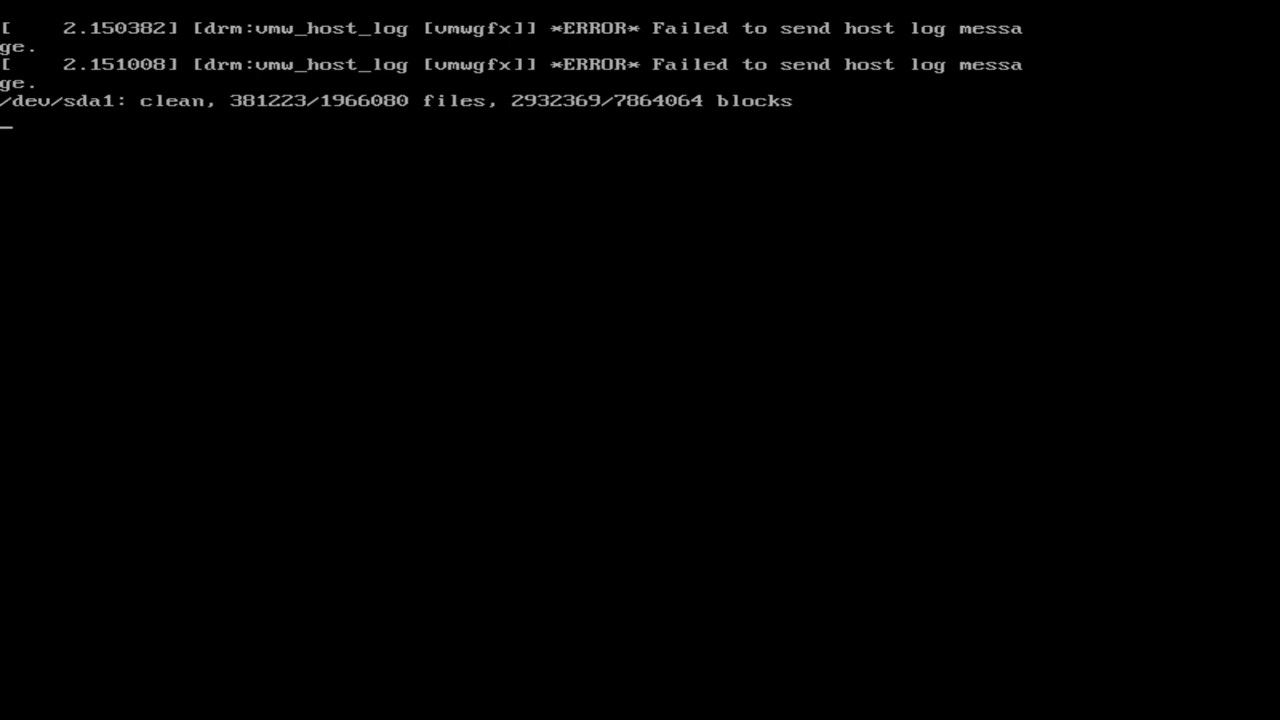 [    2.150382] [drm:vmw_host_log [vmwgfx]] *ERROR* Failed to send host log messa
ge.
[    2.151008] [drm:vmw_host_log [vmwgfx]] *ERROR* Failed to send host log messa
ge.
/dev/sda1: clean, 381223/1966080 files, 2932369/7864064 blocks
_